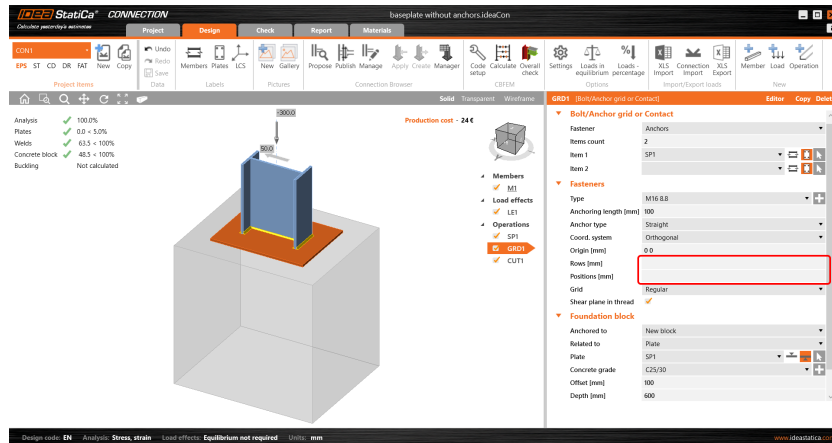 IDEA StatiCa® CONNECTION
Calculate yesterday's estimates
baseplate without anchors.ideaCon
Project Design Check Report Materials
CON1
EPS ST CD DR FAT
New Copy
Project Items
Undo
Redo
Save
Data
Members Plates LCS
Labels
New Gallery
Pictures
Propose Publish Manage Apply Create Manager
Connection Browser
Code setup Calculate Overall check
CBFEM
Settings Loads in equilibrium Loads - percentage
Options
XLS Import Connection Import XLS Export
Import/Export loads
Member Load Operation
New
Solid Transparent Wireframe
Analysis 100.0%
Plates 0.0 < 5.0%
Welds 63.5 < 100%
Concrete block 48.5 < 100%
Buckling Not calculated
Production cost - 24 €
-300.0
50.0
Members
M1
Load effects
LE1
Operations
SP1
GRD1
CUT1
GRD1 [Bolt/Anchor grid or Contact] Editor Copy Delet
Bolt/Anchor grid or Contact
Fastener Anchors
Items count 2
Item 1 SP1
Item 2
Fasteners
Type M16 8.8
Anchoring length [mm] 100
Anchor type Straight
Coord. system Orthogonal
Origin [mm] 0 0
Rows [mm]
Positions [mm]
Grid Regular
Shear plane in thread
Foundation block
Anchored to New block
Related to Plate
Plate SP1
Concrete grade C25/30
Offset [mm] 100
Depth [mm] 600
Design code: EN Analysis: Stress, strain Load effects: Equilibrium not required Units: mm
www.ideastatica.com